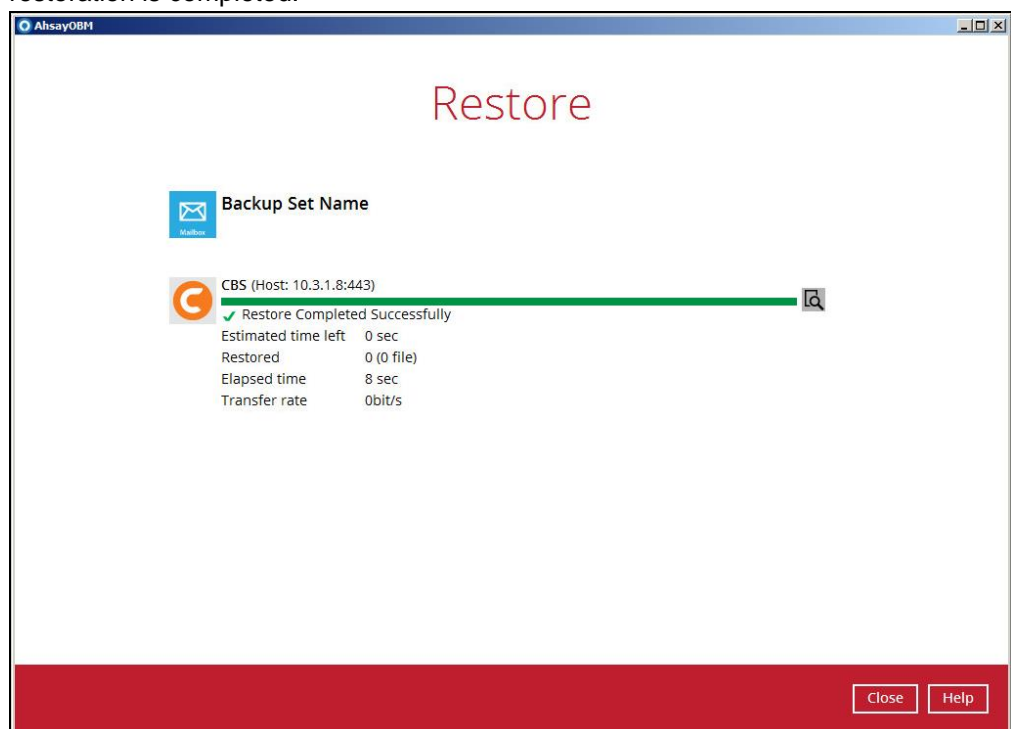 restoration is completed.
AhsayOBM
Restore
Backup Set Name
Mailbox
CBS (Host: 10.3.1.8:443)
Restore Completed Successfully
Estimated time left 0 sec
Restored 0 (0 file)
Elapsed time 8 sec
Transfer rate 0bit/s
Close Help